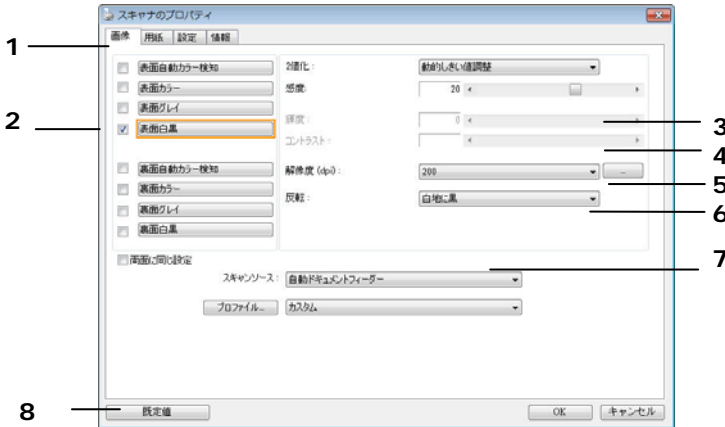 スキャナのプロパティ
画像 用紙 設定 情報
1
表面自動カラー検知 2値化: 動的しきい値調整
表面カラー 感度: 20
表面グレイ 輝度: 0
2 表面白黒 コントラスト: 3
4
裏面自動カラー検知 解像度 (dpi): 200 ...
裏面カラー 5
裏面グレイ 反転: 白地に黒 6
裏面白黒
両面に同じ設定 7
スキャンソース: 自動ドキュメントフィーダー
プロファイル... カスタム
8 既定値 OK キャンセル